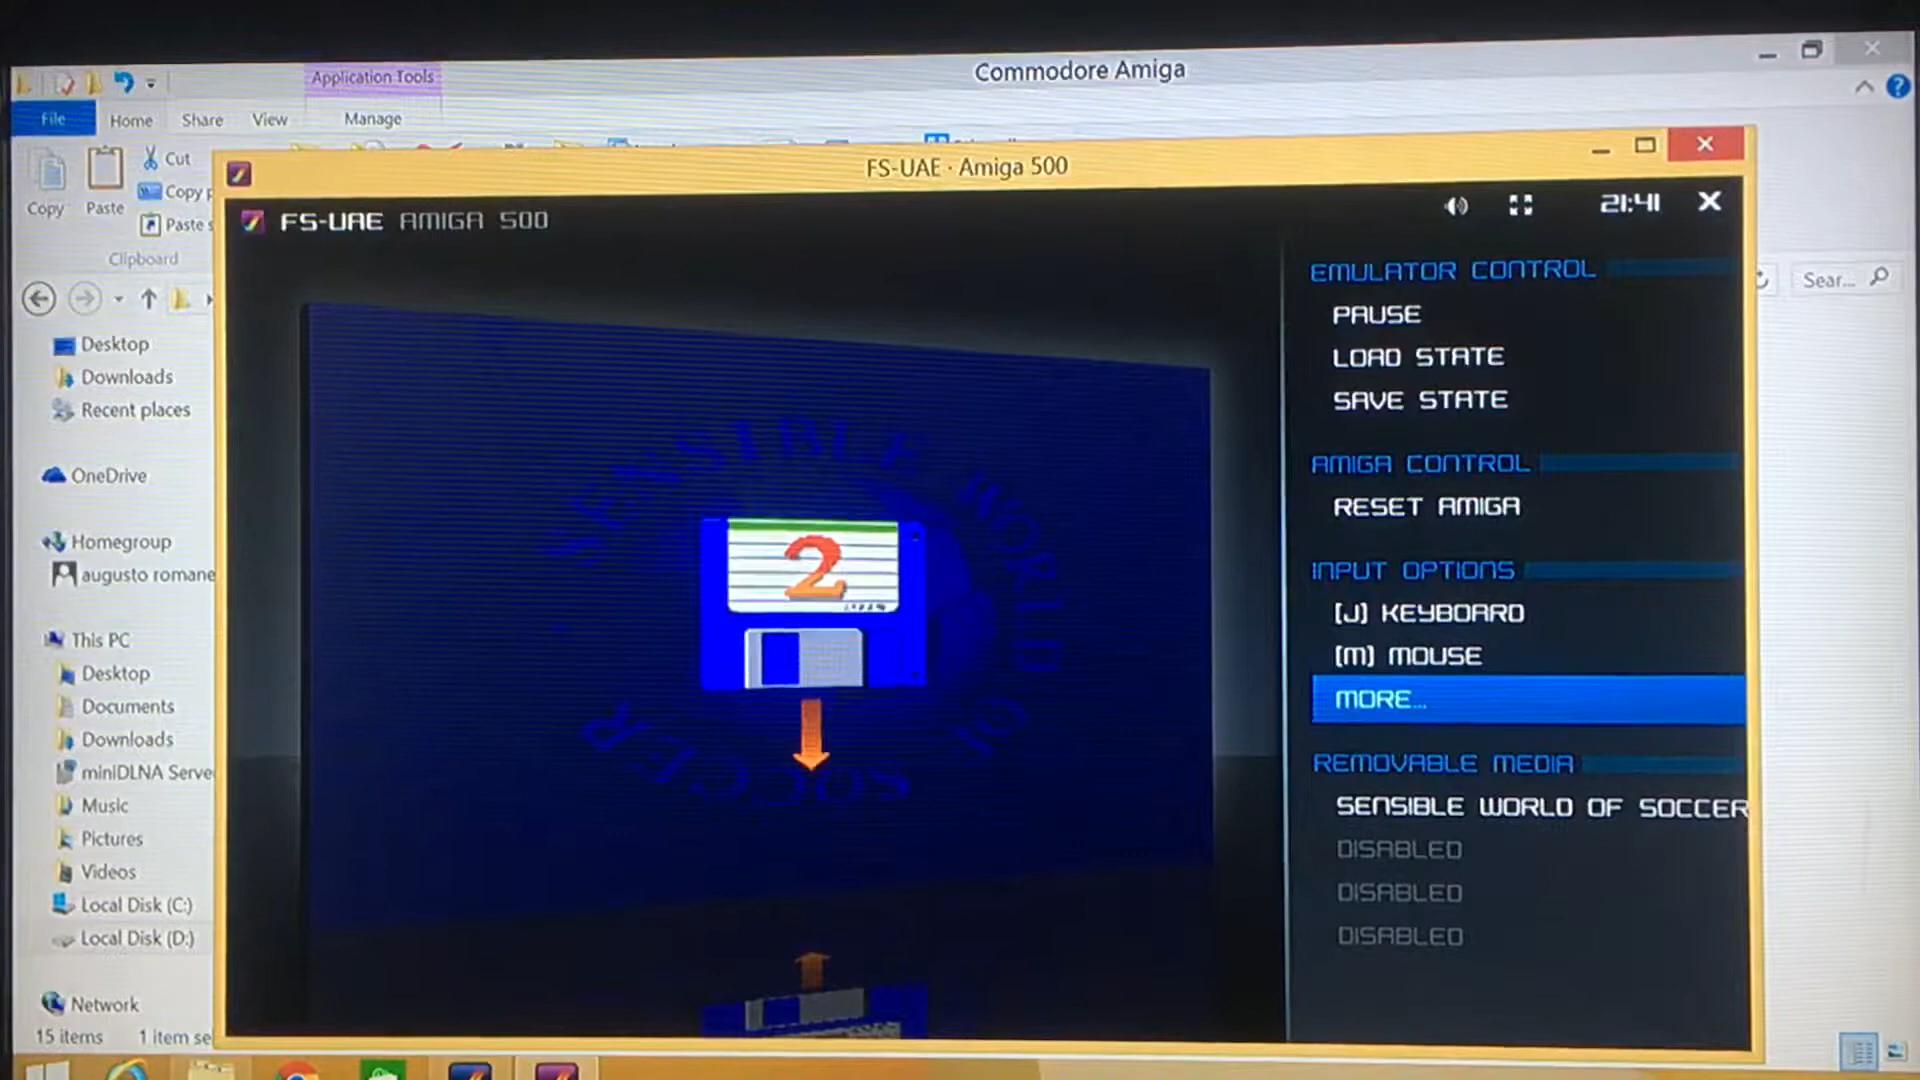 Application Tools
Commodore Amiga
File
Home
Share
View
Manage
Copy
Paste
Cut
Copy p
Paste s
Clipboard
Sear...
FS-UAE · Amiga 500
FS-UAE AMIGA 500
21:41
Desktop
Downloads
Recent places
OneDrive
Homegroup
augusto romane
This PC
Desktop
Documents
Downloads
miniDLNA Serve
Music
Pictures
Videos
Local Disk (C:)
Local Disk (D:)
Network
15 items
1 item se
SENSIBLE WORLD OF SOCCER
2
EMULATOR CONTROL
PAUSE
LOAD STATE
SAVE STATE
AMIGA CONTROL
RESET AMIGA
INPUT OPTIONS
[J] KEYBOARD
[M] MOUSE
MORE...
REMOVABLE MEDIA
SENSIBLE WORLD OF SOCCER
DISABLED
DISABLED
DISABLED